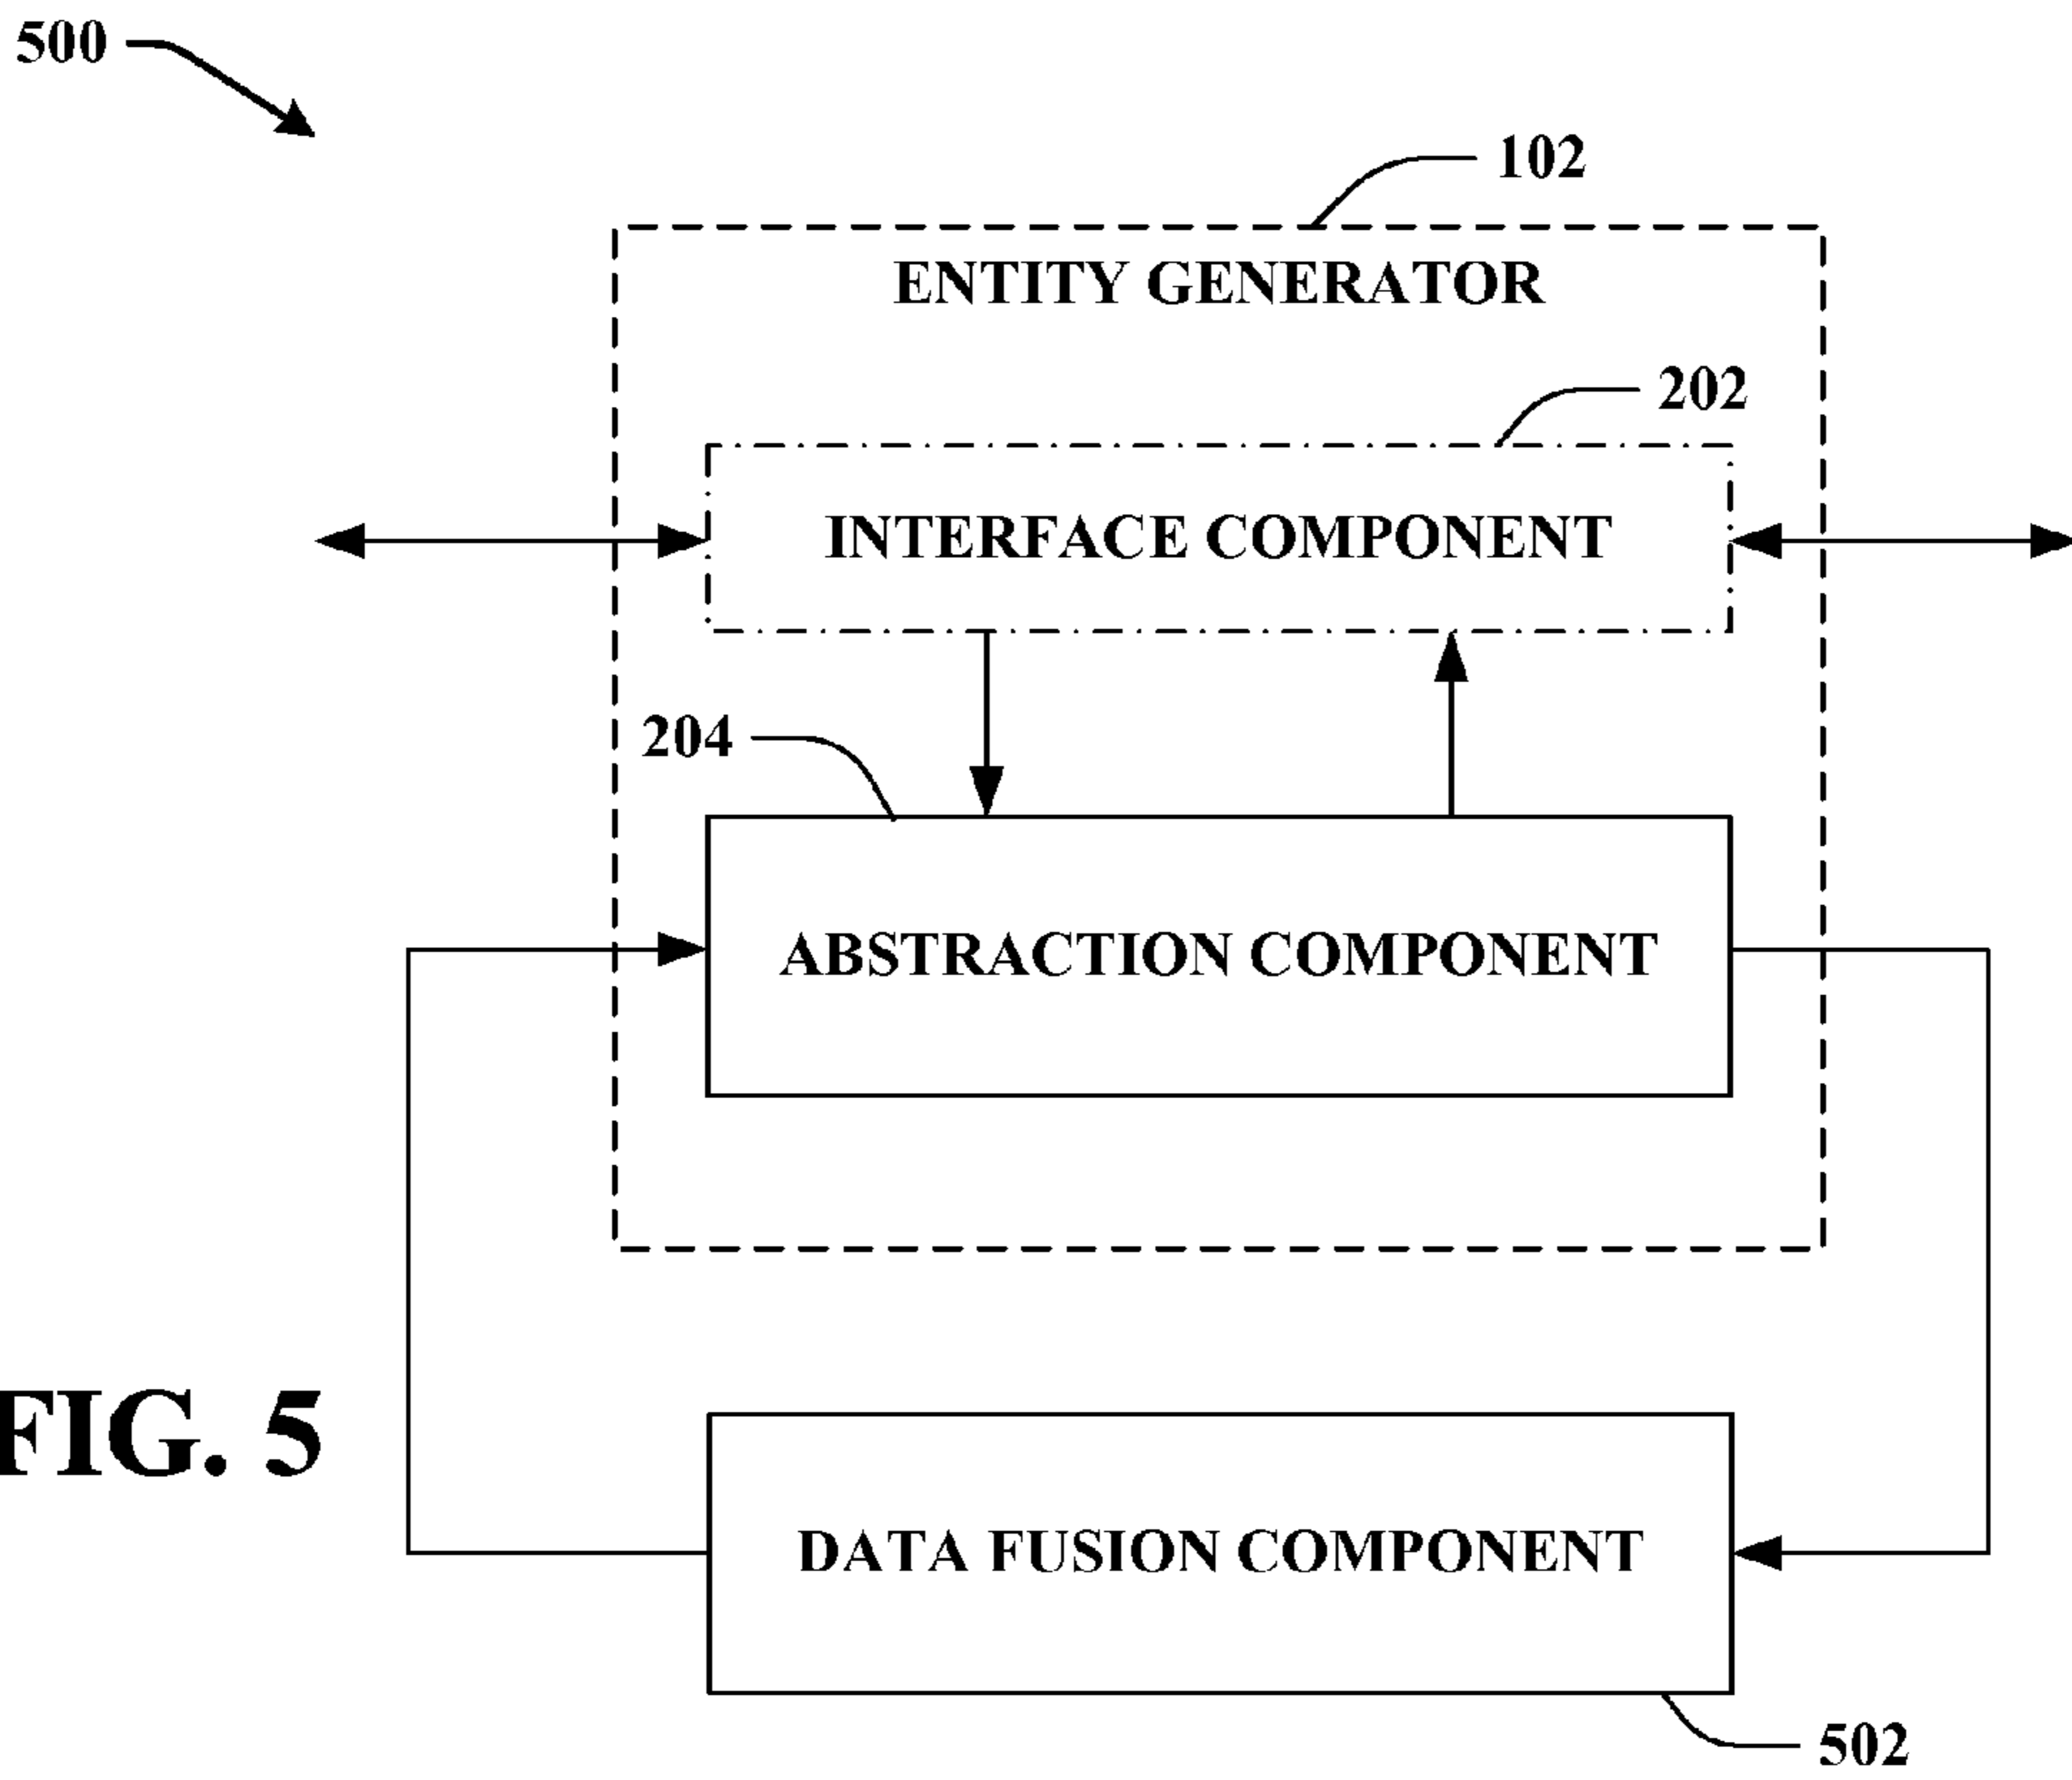 500
102
ENTITY GENERATOR
202
INTERFACE COMPONENT
204
ABSTRACTION COMPONENT
FIG. 5
DATA FUSION COMPONENT
502